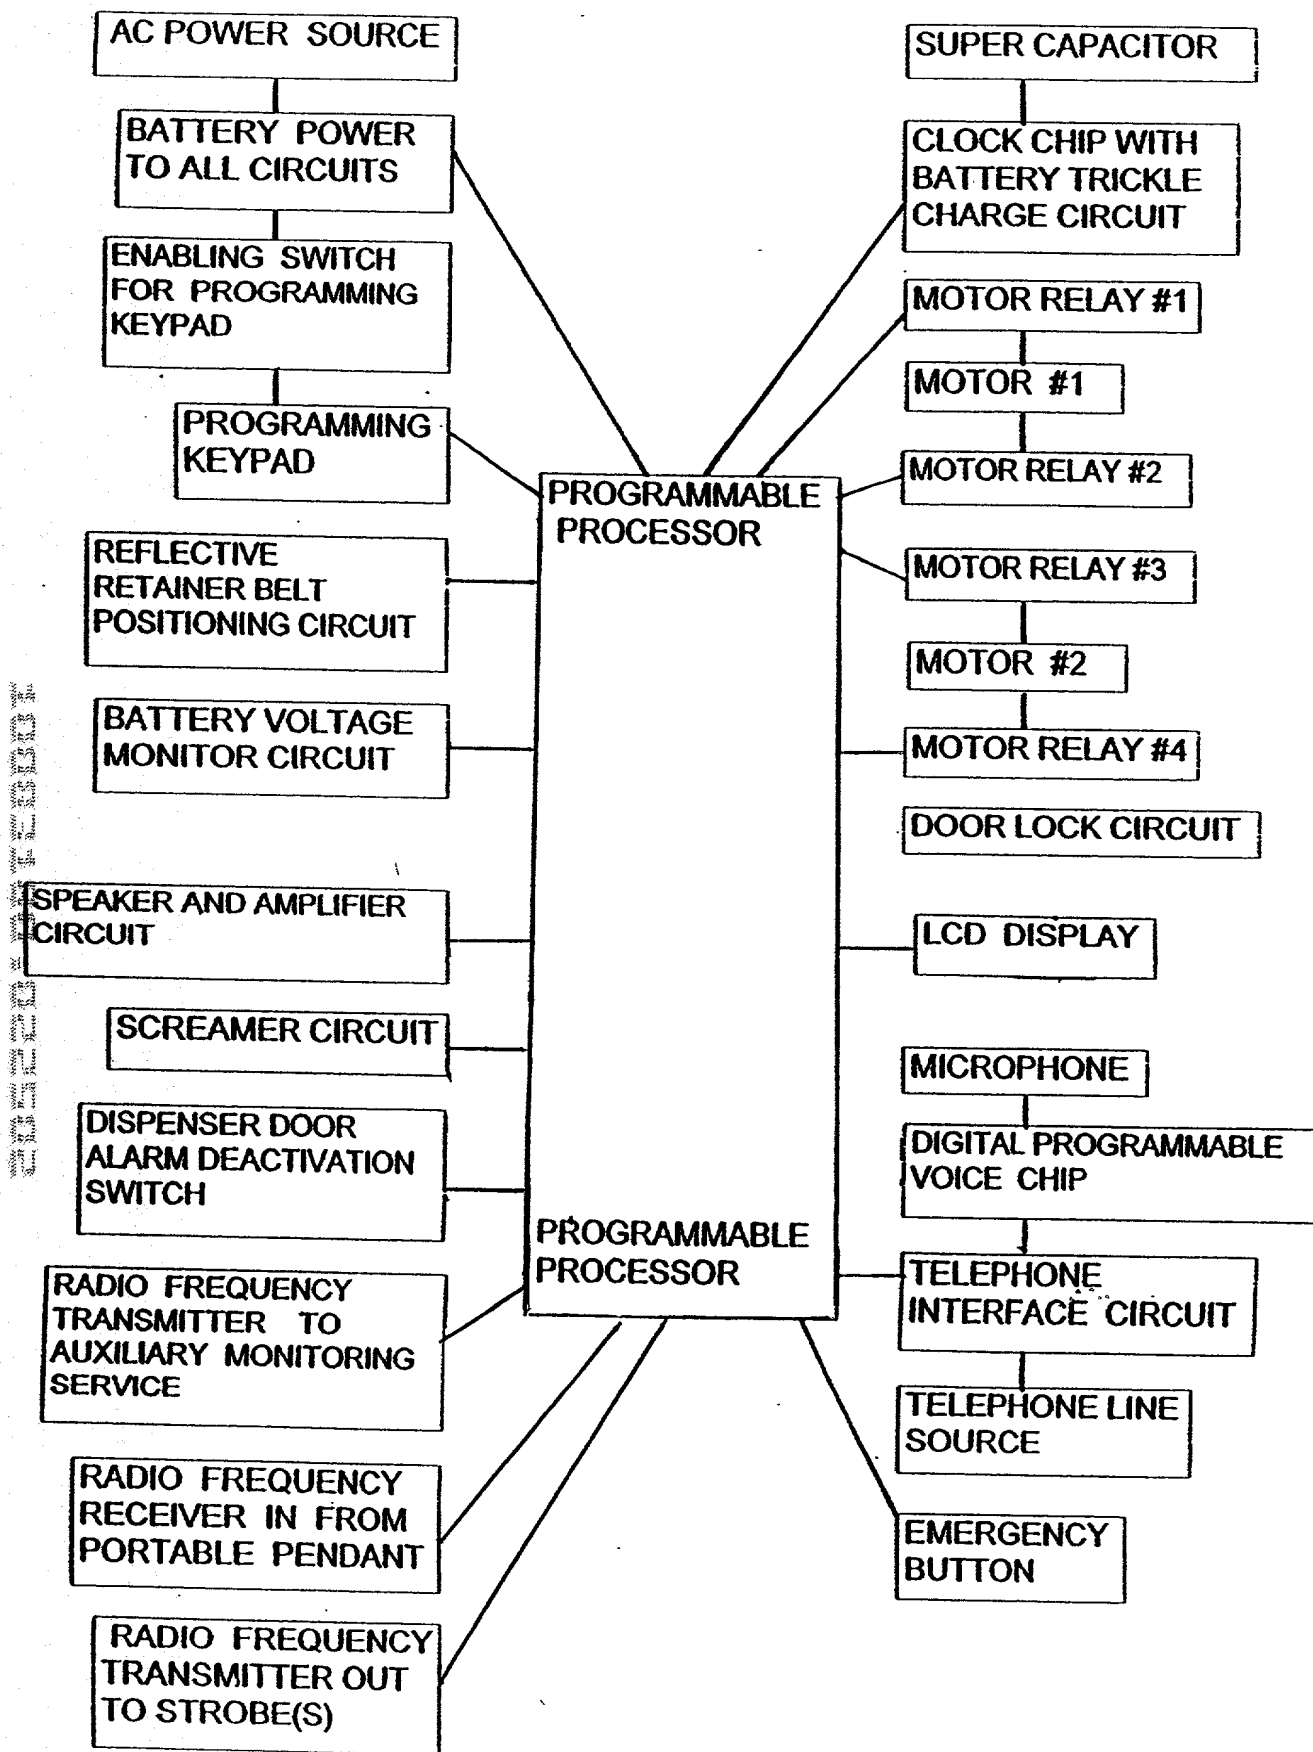 AC POWER SOURCE
BATTERY POWER
TO ALL CIRCUITS
ENABLING SWITCH
FOR PROGRAMMING
KEYPAD
PROGRAMMING
KEYPAD
REFLECTIVE
RETAINER BELT
POSITIONING CIRCUIT
BATTERY VOLTAGE
MONITOR CIRCUIT
SPEAKER AND AMPLIFIER
CIRCUIT
SCREAMER CIRCUIT
DISPENSER DOOR
ALARM DEACTIVATION
SWITCH
RADIO FREQUENCY
TRANSMITTER TO
AUXILIARY MONITORING
SERVICE
RADIO FREQUENCY
RECEIVER IN FROM
PORTABLE PENDANT
RADIO FREQUENCY
TRANSMITTER OUT
TO STROBE(S)
PROGRAMMABLE
PROCESSOR
PROGRAMMABLE
PROCESSOR
SUPER CAPACITOR
CLOCK CHIP WITH
BATTERY TRICKLE
CHARGE CIRCUIT
MOTOR RELAY #1
MOTOR #1
MOTOR RELAY #2
MOTOR RELAY #3
MOTOR #2
MOTOR RELAY #4
DOOR LOCK CIRCUIT
LCD DISPLAY
MICROPHONE
DIGITAL PROGRAMMABLE
VOICE CHIP
TELEPHONE
INTERFACE CIRCUIT
TELEPHONE LINE
SOURCE
EMERGENCY
BUTTON